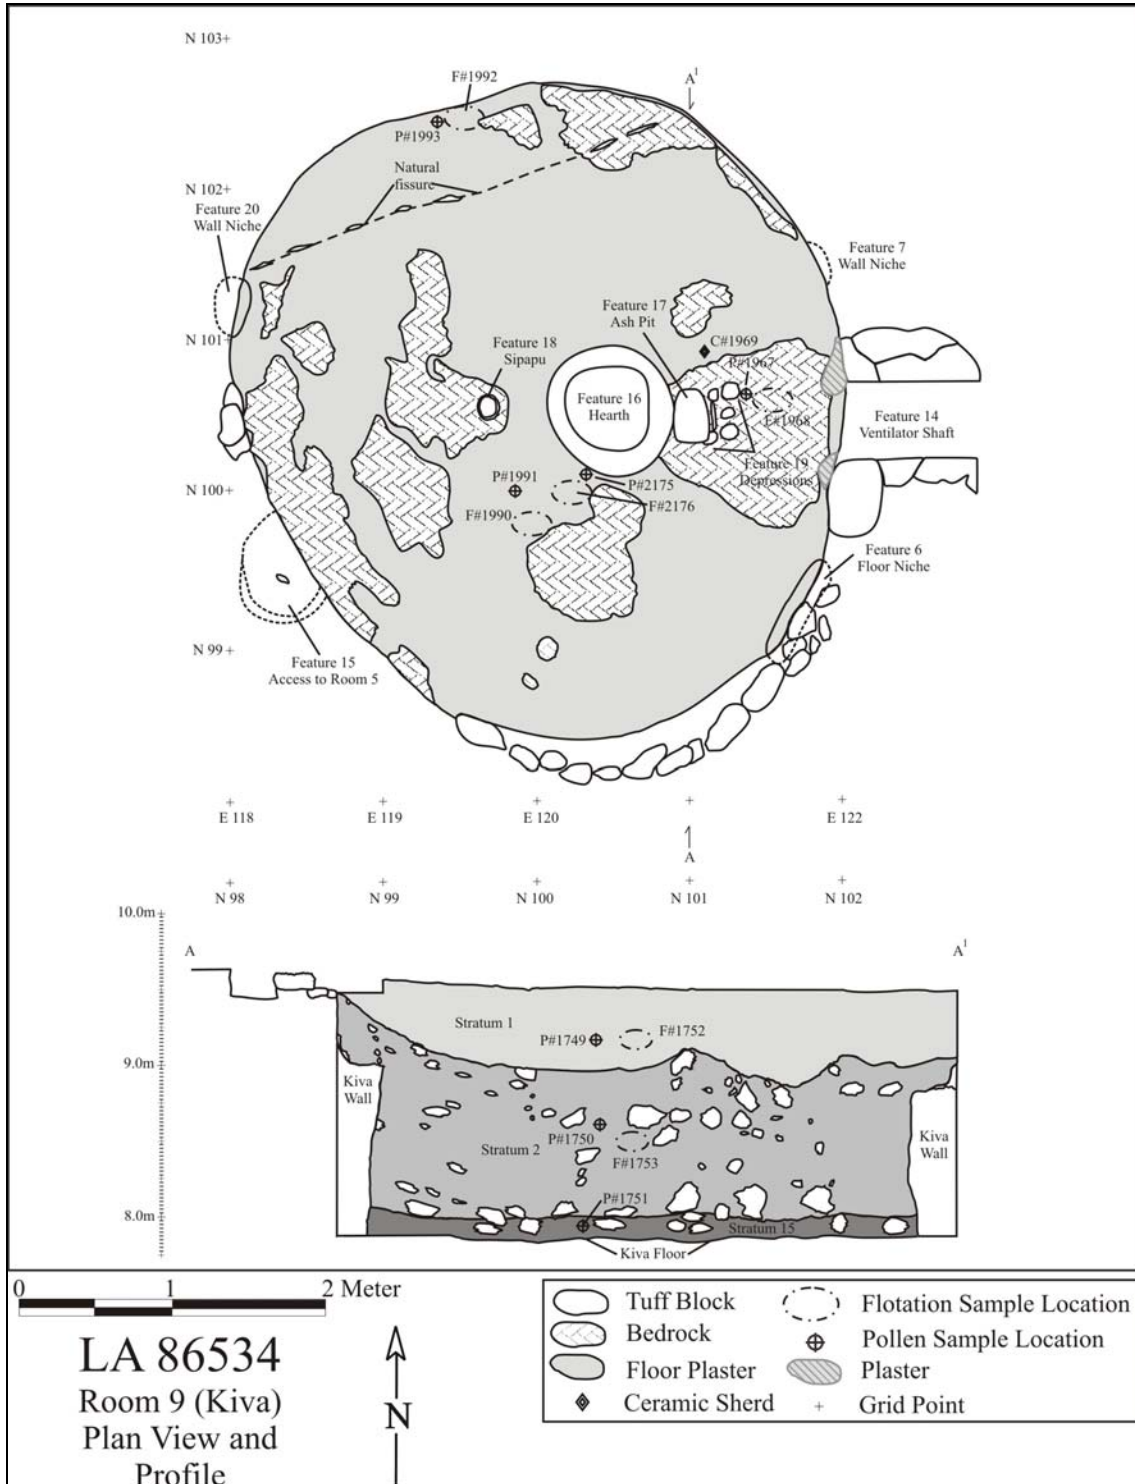 N 103+
A¹
F#1992
P#1993
Natural
fissure
N 102+
Feature 20
Wall Niche
Feature 7
Wall Niche
Feature 17
Ash Pit
N 101+
C#1969
Feature 18
Sipapu
P#1967
Feature 16
Hearth
F#1968
Feature 14
Ventilator Shaft
Feature 19
Depressions
P#1991
P#2175
N 100+
F#2176
F#1990
Feature 6
Floor Niche
N 99+
Feature 15
Access to Room 5
+ + + + +
E 118 E 119 E 120 E 122
A
+ + + + +
N 98 N 99 N 100 N 101 N 102
10.0m
A A¹
Stratum 1
P#1749
F#1752
9.0m
Kiva
Wall
P#1750
Stratum 2
F#1753
Kiva
Wall
P#1751
8.0m
Stratum 15
Kiva Floor
0 1 2 Meter
LA 86534
Room 9 (Kiva)
Plan View and
Profile
N
Tuff Block
Bedrock
Floor Plaster
Ceramic Sherd
Flotation Sample Location
Pollen Sample Location
Plaster
+ Grid Point